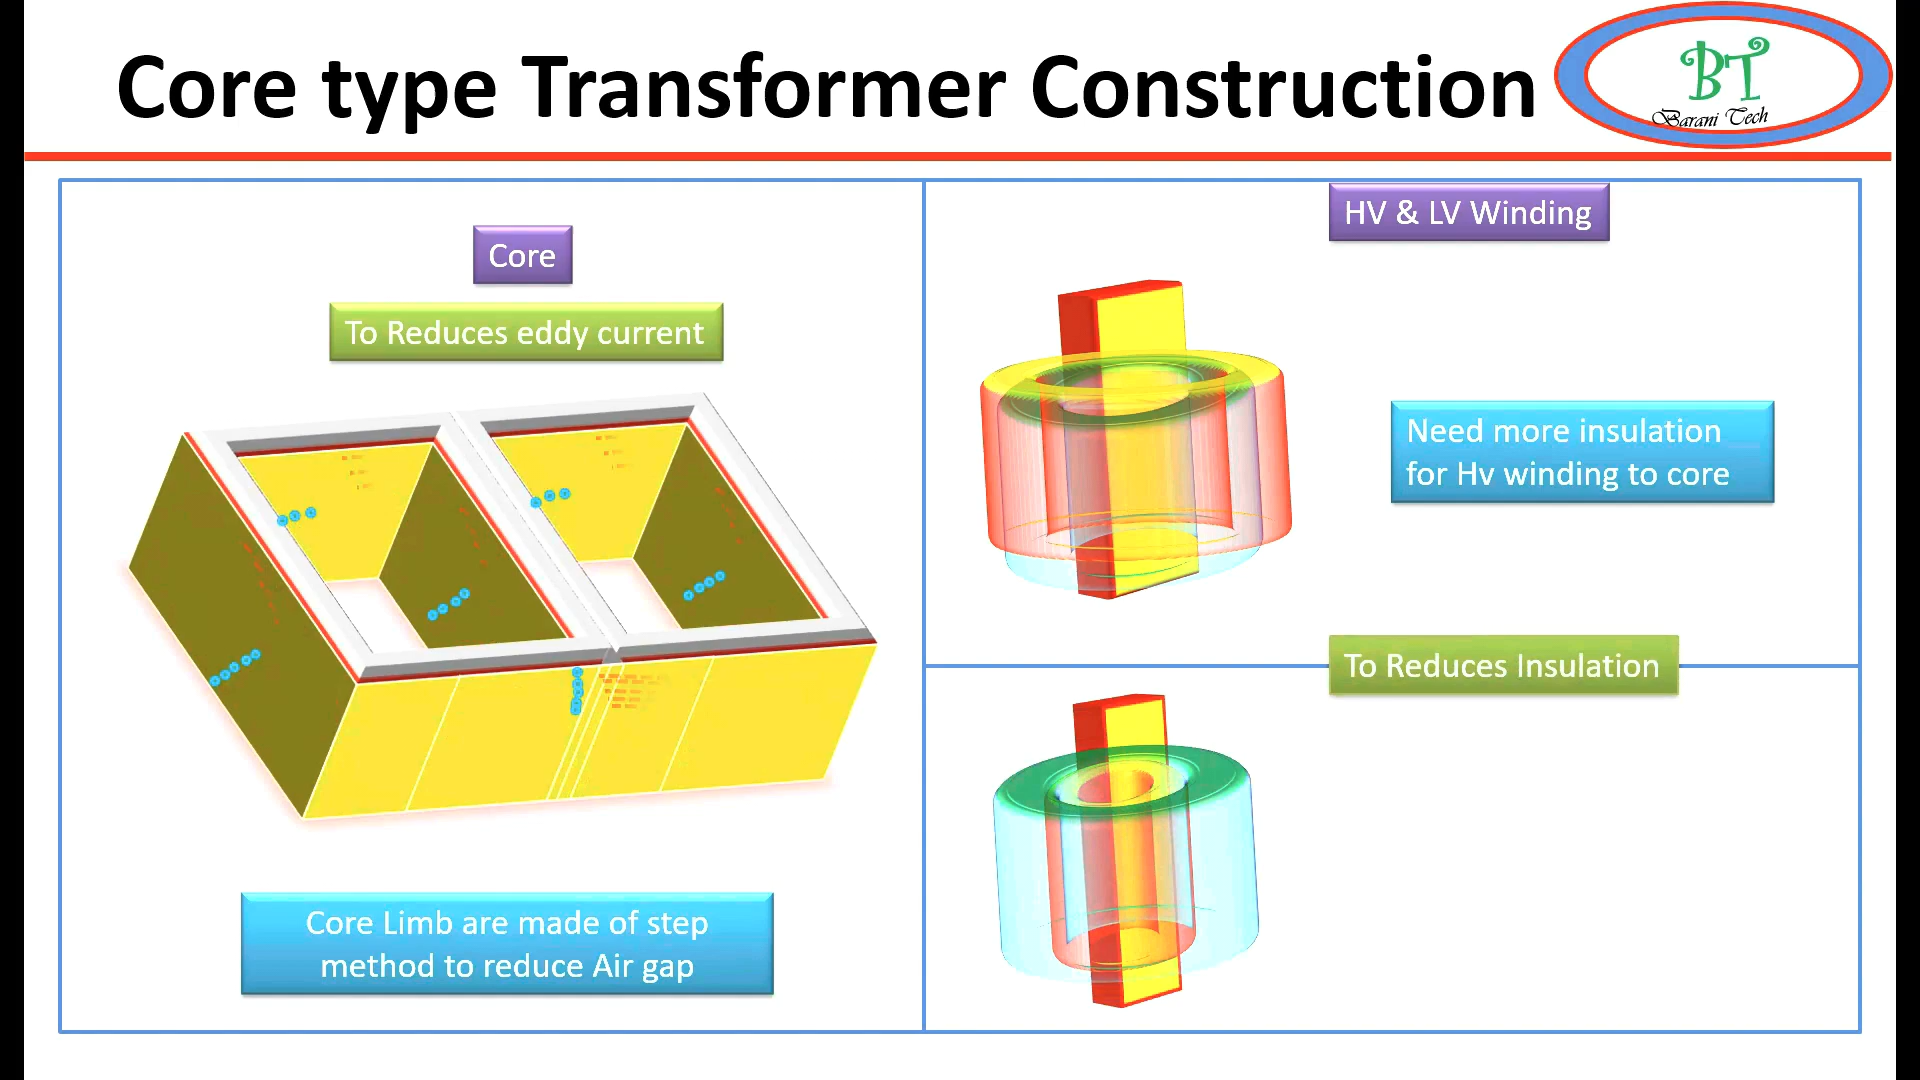 Core type Transformer Construction
BT
Barani Tech
Core
To Reduces eddy current
Core Limb are made of step
method to reduce Air gap
HV & LV Winding
Need more insulation
for Hv winding to core
To Reduces Insulation